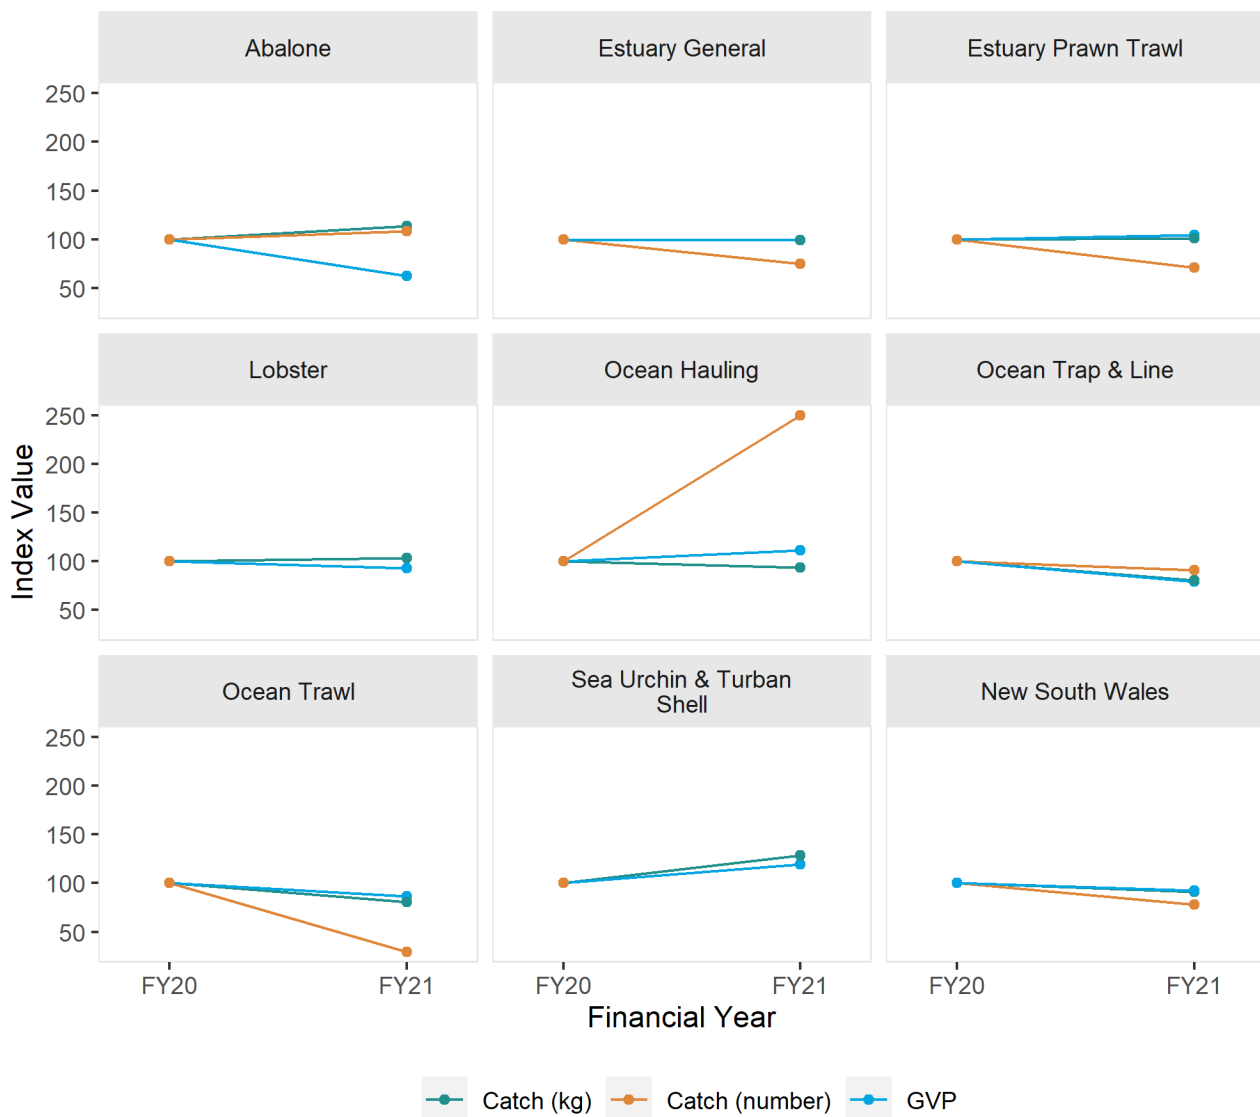 Abalone
Estuary General
Estuary Prawn Trawl
250
200
150
100
50
Lobster
Ocean Hauling
Ocean Trap & Line
250
200
150
100
50
Index Value
Ocean Trawl
Sea Urchin & Turban
Shell
New South Wales
250
200
150
100
50
FY20
FY21
FY20
FY21
FY20
FY21
Financial Year
Catch (kg)
Catch (number)
GVP